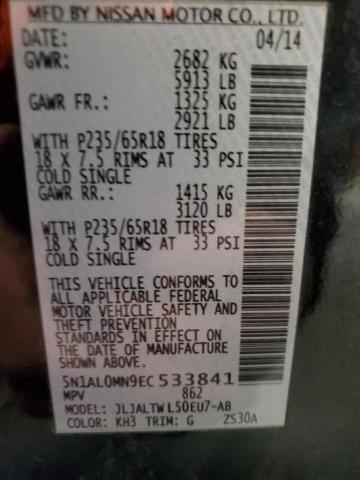 MFD BY NISSAN MOTOR CO., LTD.
DATE: 04/14
GVWR: 2682 KG
5913 LB
GAWR FR.: 1325 KG
2921 LB
WITH P235/65R18 TIRES
18 X 7.5 RIMS AT 33 PSI
COLD SINGLE
GAWR RR.: 1415 KG
3120 LB
WITH P235/65R18 TIRES
18 X 7.5 RIMS AT 33 PSI
COLD SINGLE
THIS VEHICLE CONFORMS TO
ALL APPLICABLE FEDERAL
MOTOR VEHICLE SAFETY AND
THEFT PREVENTION
STANDARDS IN EFFECT ON
THE DATE OF MANUFACTURE
SHOWN ABOVE.
5N1AL0MN9EC 533841
MPV 862
MODEL: JLJALTW L50EU7-AB
COLOR: KH3 TRIM: G ZS30A